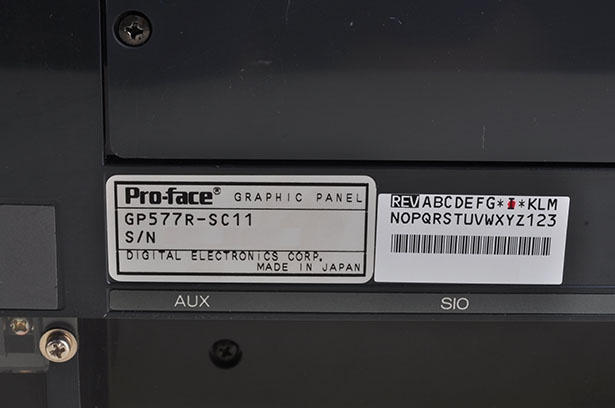 Pro-face® GRAPHIC PANEL
GP577R-SC11
S/N
DIGITAL ELECTRONICS CORP.
MADE IN JAPAN
REV ABCDEFG*I*KLM
NOPQRSTUVWXYZ123
AUX
SIO